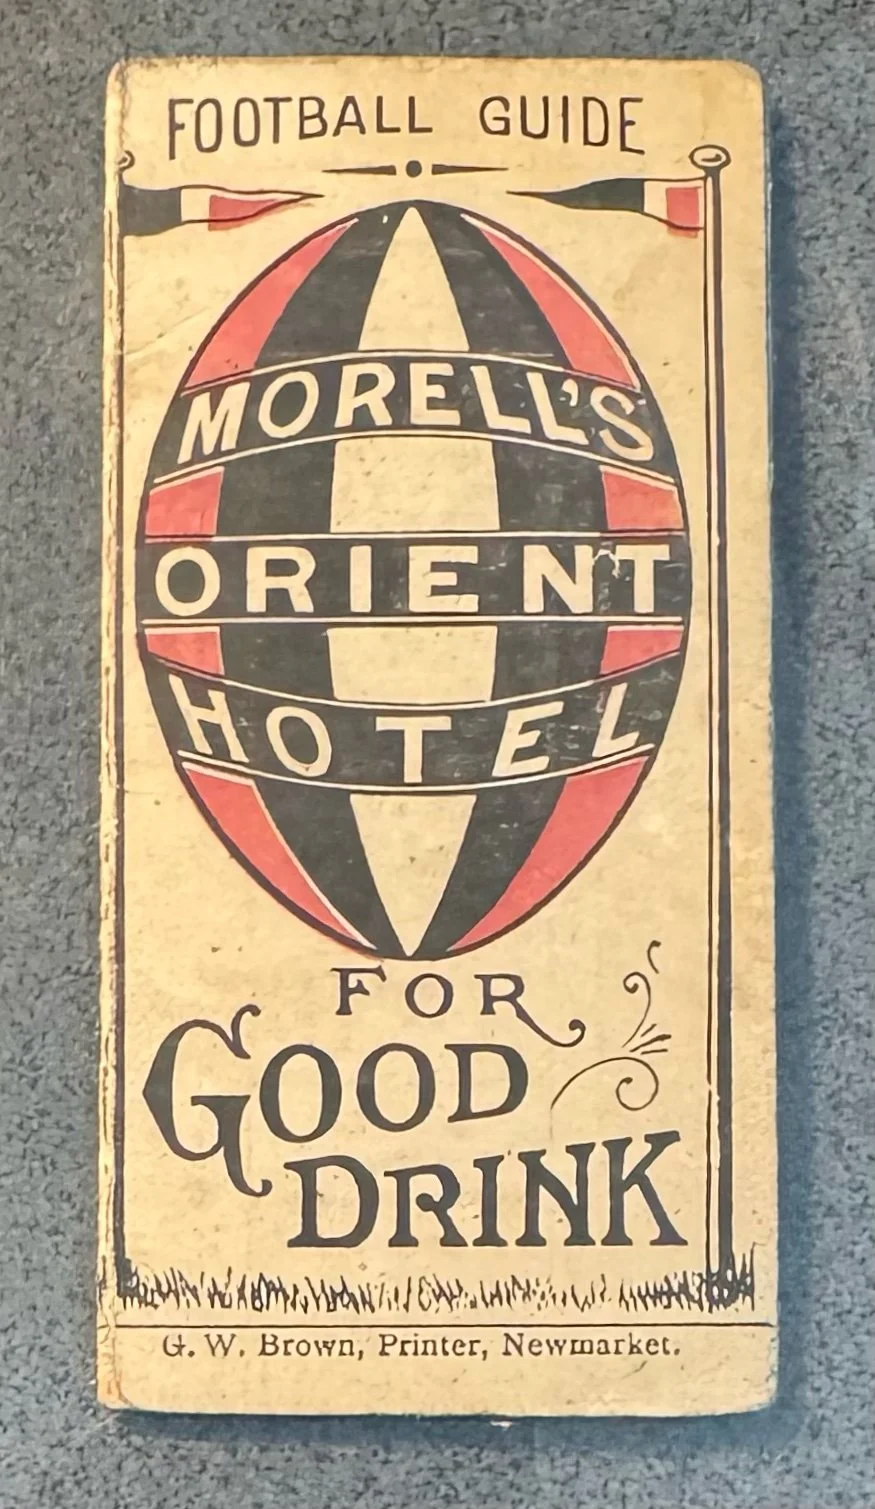 FOOTBALL GUIDE
MORELL'S
ORIENT
HOTEL
FOR
GOOD
DRINK
G. W. Brown, Printer, Newmarket.